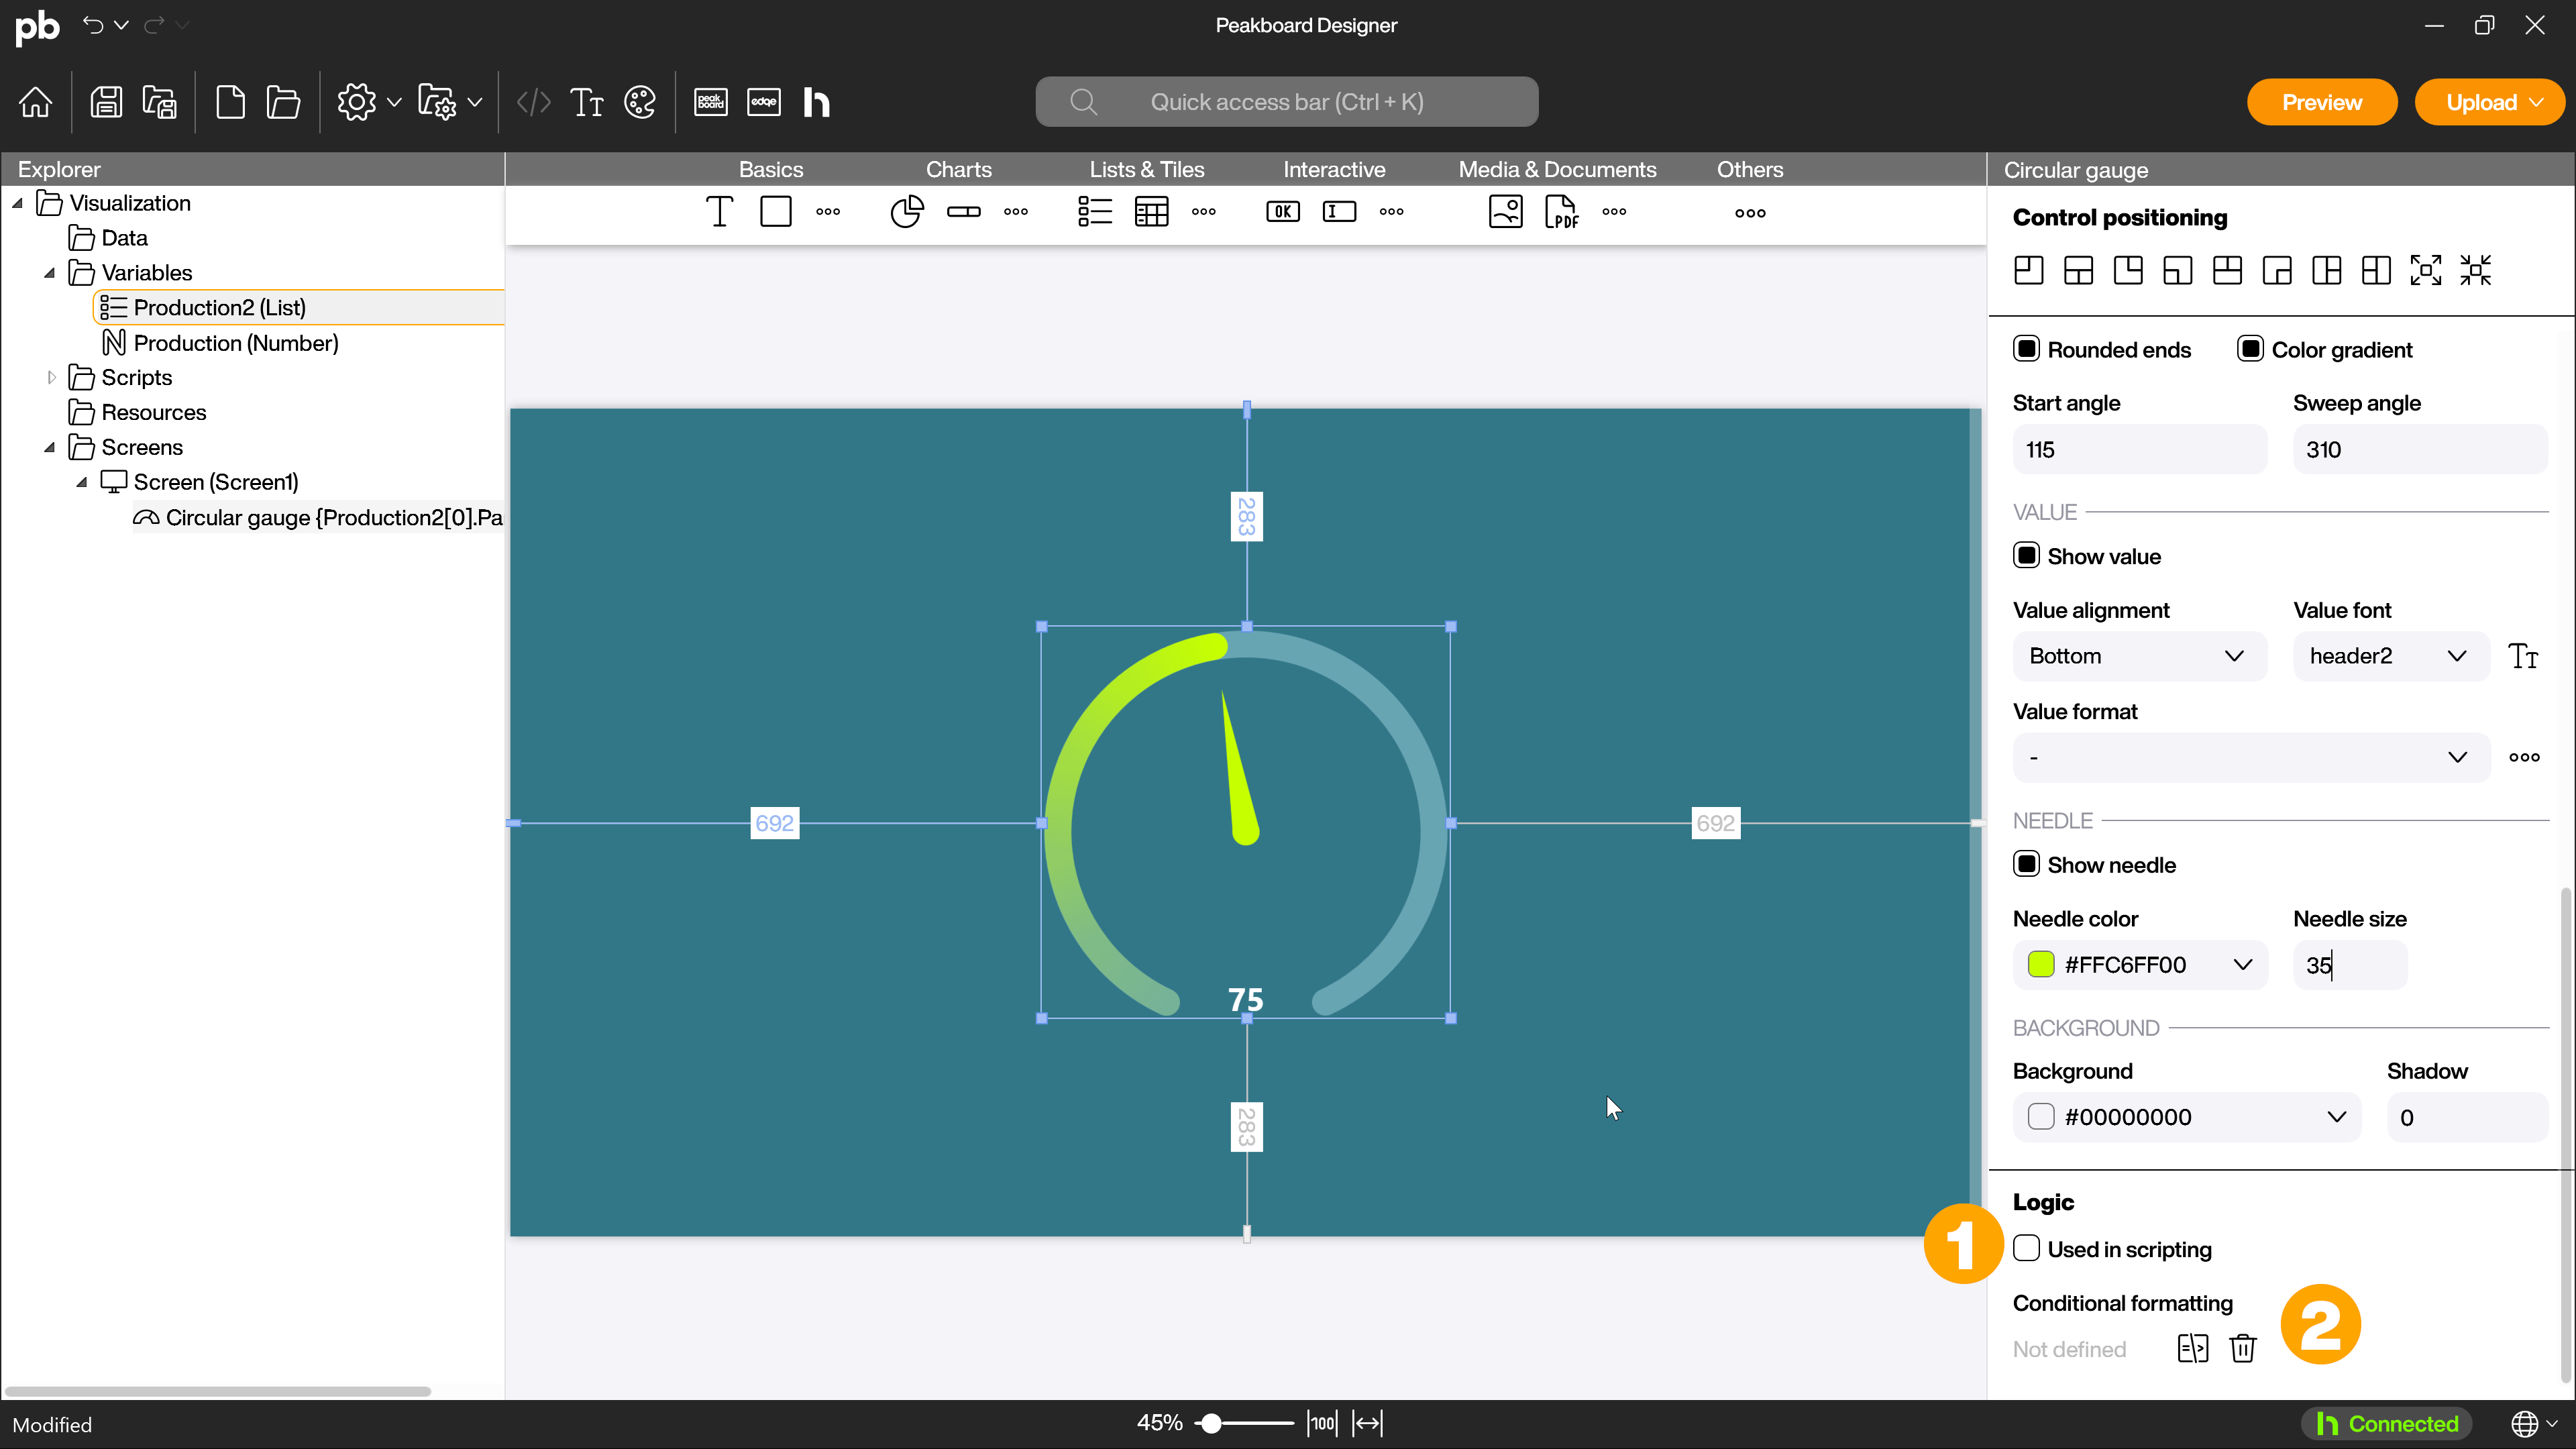 pb
Peakboard Designer
peak board
edge
h
Quick access bar (Ctrl + K)
Preview
Upload
Explorer
Basics
Charts
Lists & Tiles
Interactive
Media & Documents
Others
Circular gauge
Visualization
Data
Variables
Production2 (List)
Production (Number)
Scripts
Resources
Screens
Screen (Screen1)
Circular gauge {Production2[0].Pa
OK
PDF
283
692
692
75
283
Control positioning
Rounded ends
Color gradient
Start angle
Sweep angle
115
310
VALUE
Show value
Value alignment
Value font
Bottom
header2
Tт
Value format
-
NEEDLE
Show needle
Needle color
Needle size
#FFC6FF00
35
BACKGROUND
Background
Shadow
#00000000
0
Logic
1
Used in scripting
Conditional formatting
2
Not defined
Modified
45%
100
Connected